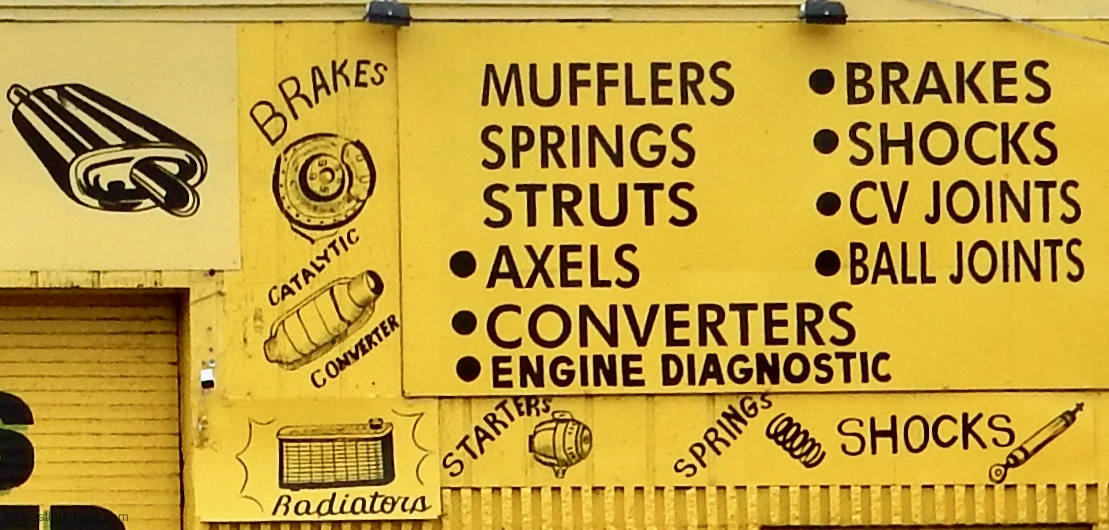 BRAKES
CATALYTIC
CONVERTER
MUFFLERS
SPRINGS
STRUTS
• AXELS
• CONVERTERS
• ENGINE DIAGNOSTIC
• BRAKES
• SHOCKS
• CV JOINTS
• BALL JOINTS
Radiators
STARTERS
SPRINGS
SHOCKS
S